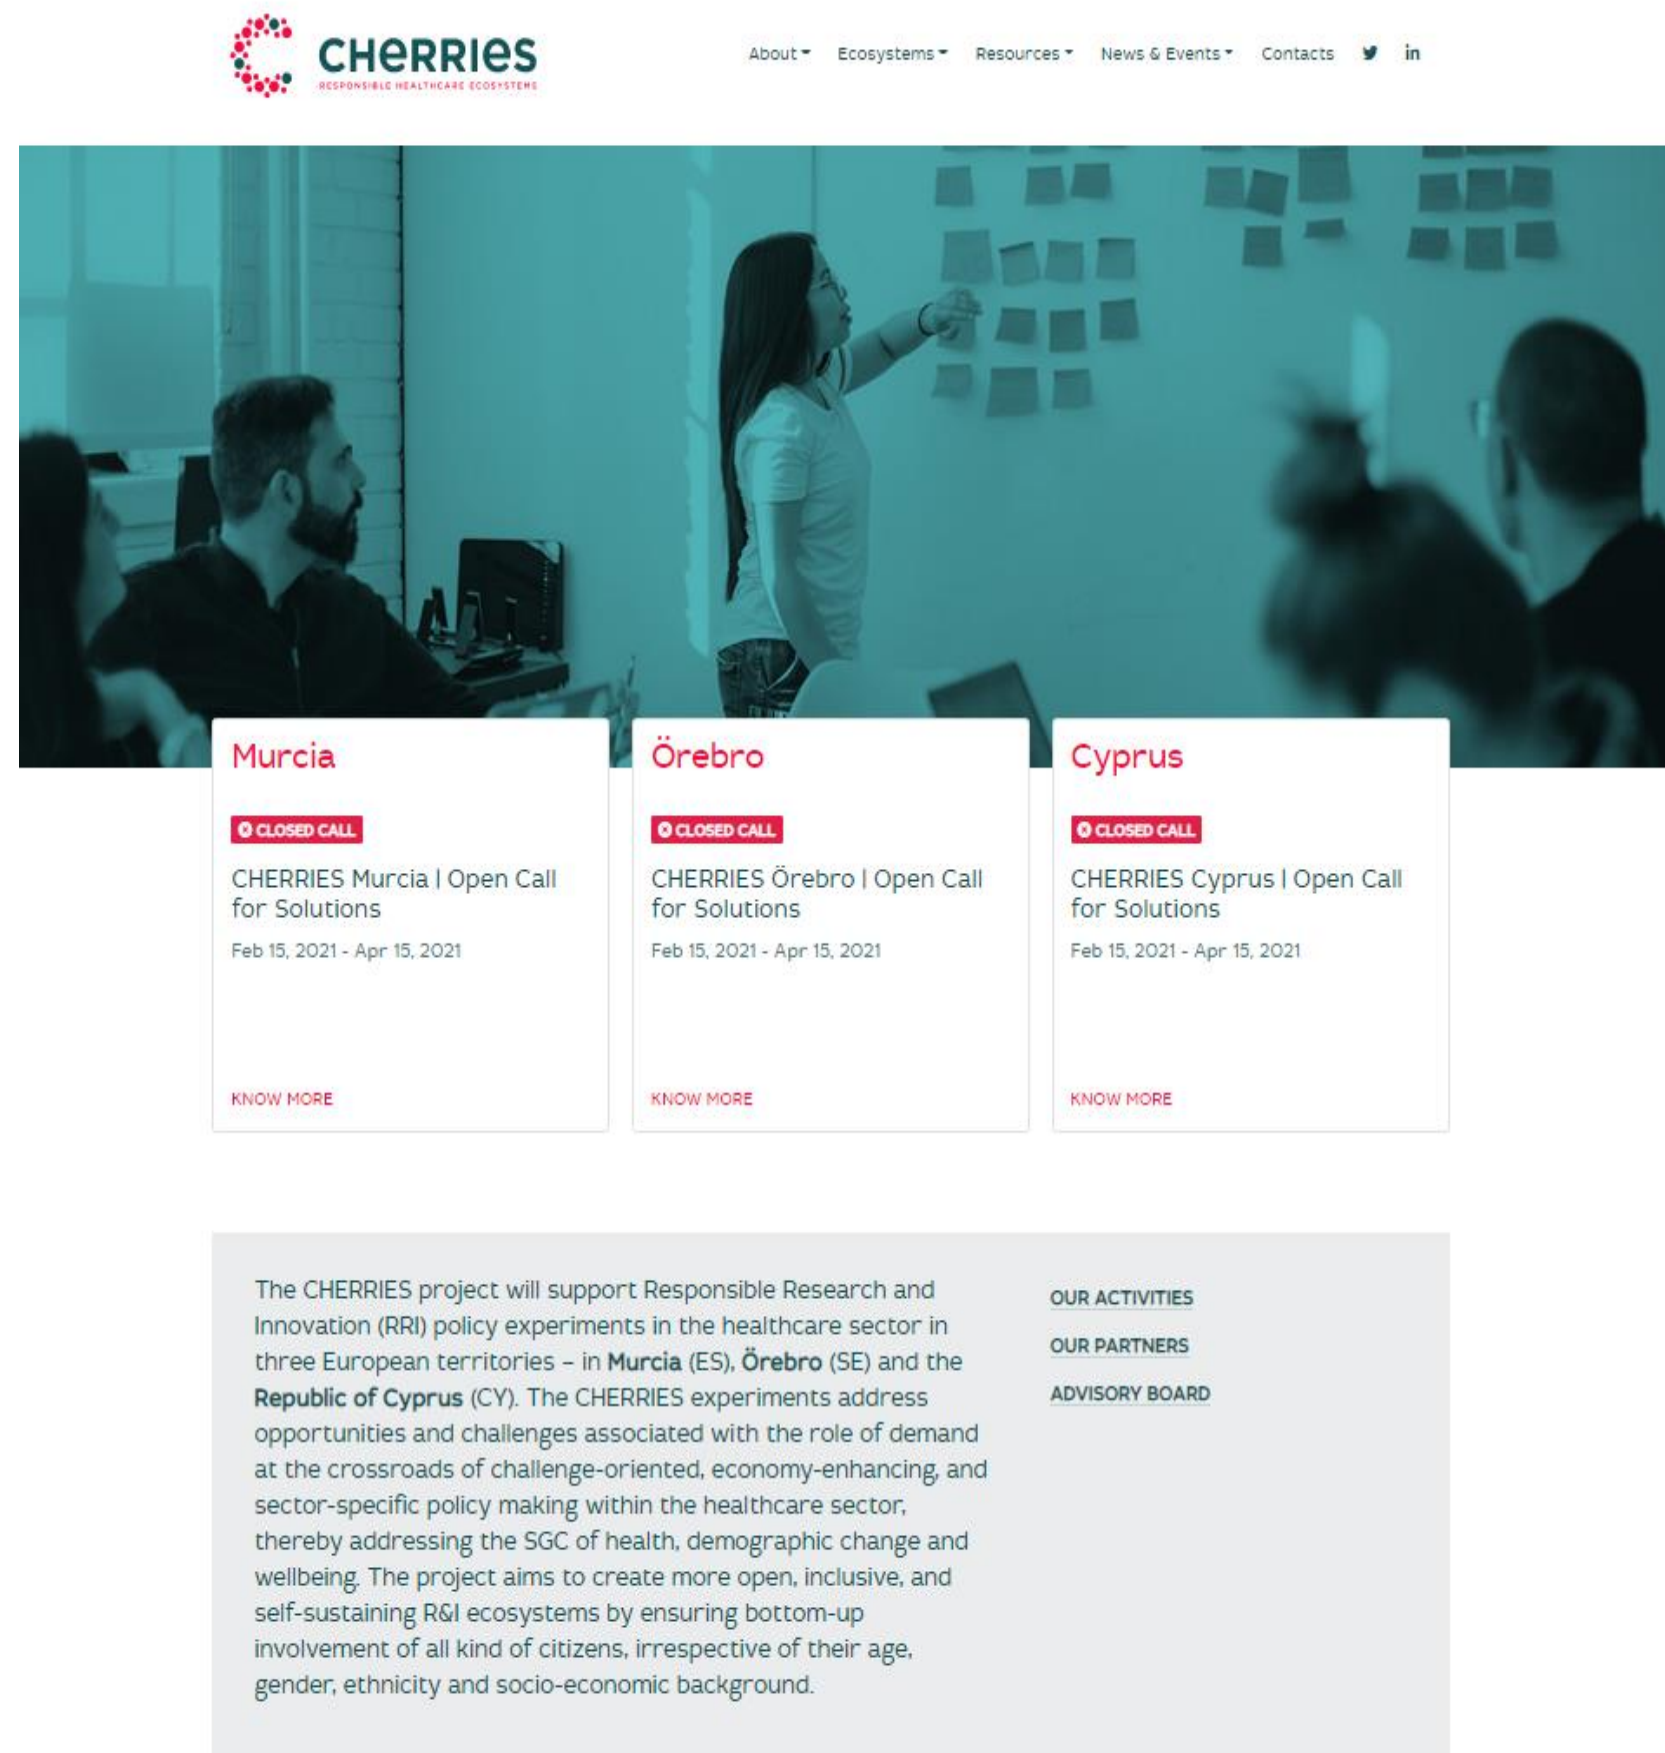 CHERRIES
RESPONSIBLE HEALTHCARE ECOSYSTEMS
About Ecosystems Resources News & Events Contacts
Murcia
CLOSED CALL
CHERRIES Murcia | Open Call
for Solutions
Feb 15, 2021 - Apr 15, 2021
KNOW MORE
Örebro
CLOSED CALL
CHERRIES Örebro | Open Call
for Solutions
Feb 15, 2021 - Apr 15, 2021
KNOW MORE
Cyprus
CLOSED CALL
CHERRIES Cyprus | Open Call
for Solutions
Feb 15, 2021 - Apr 15, 2021
KNOW MORE
The CHERRIES project will support Responsible Research and
Innovation (RRI) policy experiments in the healthcare sector in
three European territories – in Murcia (ES), Örebro (SE) and the
Republic of Cyprus (CY). The CHERRIES experiments address
opportunities and challenges associated with the role of demand
at the crossroads of challenge-oriented, economy-enhancing, and
sector-specific policy making within the healthcare sector,
thereby addressing the SGC of health, demographic change and
wellbeing. The project aims to create more open, inclusive, and
self-sustaining R&I ecosystems by ensuring bottom-up
involvement of all kind of citizens, irrespective of their age,
gender, ethnicity and socio-economic background.
OUR ACTIVITIES
OUR PARTNERS
ADVISORY BOARD